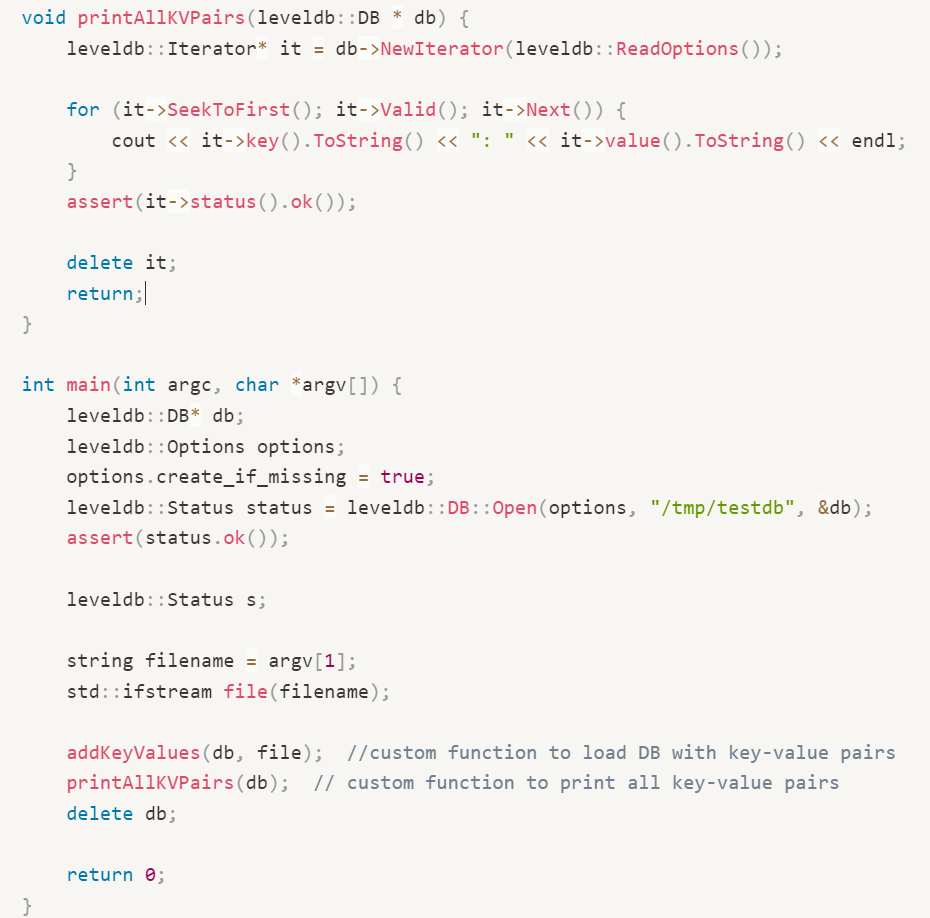 void printAllKVPairs(leveldb::DB * db) {
    leveldb::Iterator* it = db->NewIterator(leveldb::ReadOptions());

    for (it->SeekToFirst(); it->Valid(); it->Next()) {
        cout << it->key().ToString() << ": " << it->value().ToString() << endl;
    }
    assert(it->status().ok());

    delete it;
    return;
}

int main(int argc, char *argv[]) {
    leveldb::DB* db;
    leveldb::Options options;
    options.create_if_missing = true;
    leveldb::Status status = leveldb::DB::Open(options, "/tmp/testdb", &db);
    assert(status.ok());

    leveldb::Status s;

    string filename = argv[1];
    std::ifstream file(filename);

    addKeyValues(db, file);  //custom function to load DB with key-value pairs
    printAllKVPairs(db);  // custom function to print all key-value pairs
    delete db;

    return 0;
}